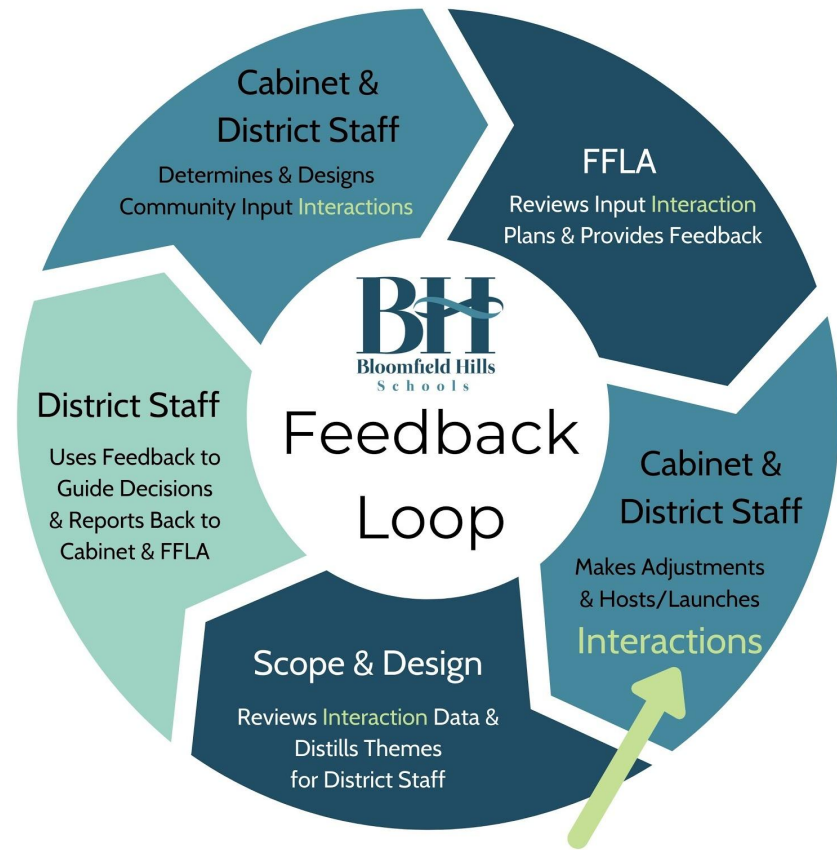 Cabinet &
District Staff
Determines & Designs
Community Input Interactions
FFLA
Reviews Input Interaction
Plans & Provides Feedback
Cabinet &
District Staff
Makes Adjustments
& Hosts/Launches
Interactions
Scope & Design
Reviews Interaction Data &
Distills Themes
for District Staff
District Staff
Uses Feedback to
Guide Decisions
& Reports Back to
Cabinet & FFLA
BH
Bloomfield Hills
Schools
Feedback
Loop